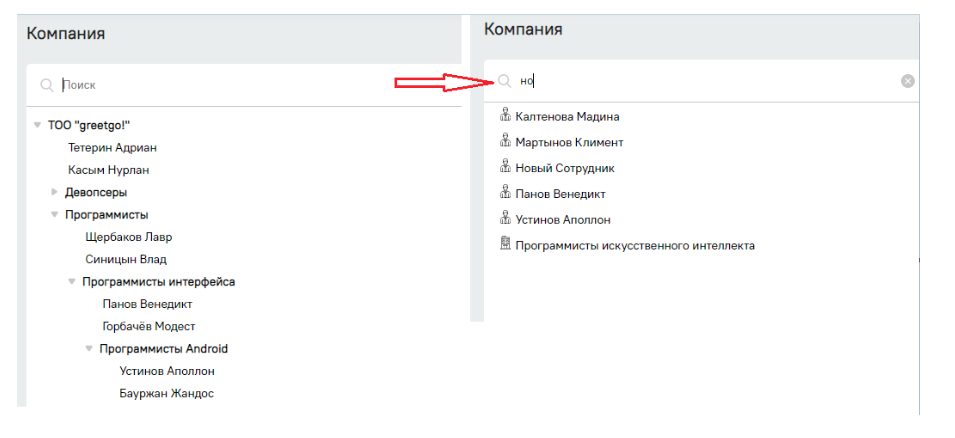 Компания
Поиск
ТОО "greetgo!"
Тетерин Адриан
Касым Нурлан
Девопсеры
Программисты
Щербаков Лавр
Синицын Влад
Программисты интерфейса
Панов Венедикт
Горбачёв Модест
Программисты Android
Устинов Аполлон
Бауржан Жандос
Компания
но
Калтенова Мадина
Мартынов Климент
Новый Сотрудник
Панов Венедикт
Устинов Аполлон
Программисты искусственного интеллекта